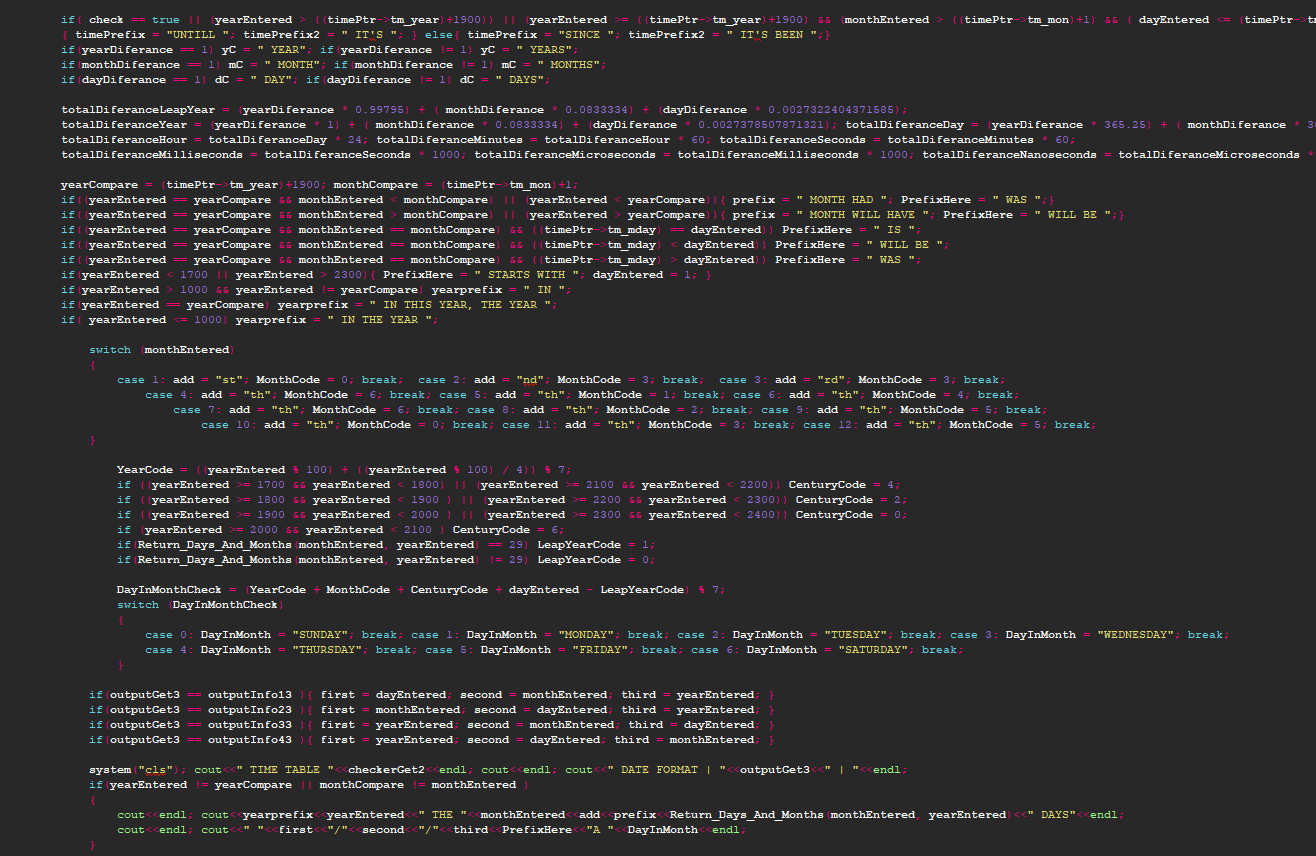 if( check == true || (yearEntered > ((timePtr->tm_year)+1900)) || (yearEntered >= ((timePtr->tm_year)+1900) && (monthEntered > ((timePtr->tm_mon)+1) && ( dayEntered <= (timePtr->t
{ timePrefix = "UNTILL "; timePrefix2 = " IT'S "; } else{ timePrefix = "SINCE "; timePrefix2 = " IT'S BEEN ";}
if(yearDiferance == 1) yC = " YEAR"; if(yearDiferance != 1) yC = " YEARS";
if(monthDiferance == 1) mC = " MONTH"; if(monthDiferance != 1) mC = " MONTHS";
if(dayDiferance == 1) dC = " DAY"; if(dayDiferance != 1) dC = " DAYS";
totalDiferanceLeapYear = (yearDiferance * 0.99795) + ( monthDiferance * 0.0833334) + (dayDiferance * 0.0027322404371585);
totalDiferanceYear = (yearDiferance * 1) + ( monthDiferance * 0.0833334) + (dayDiferance * 0.0027378507871321); totalDiferanceDay = (yearDiferance * 365.25) + ( monthDiferance * 3
totalDiferanceHour = totalDiferanceDay * 24; totalDiferanceMinutes = totalDiferanceHour * 60; totalDiferanceSeconds = totalDiferanceMinutes * 60;
totalDiferanceMilliseconds = totalDiferanceSeconds * 1000; totalDiferanceMicroseconds = totalDiferanceMilliseconds * 1000; totalDiferanceNanoseconds = totalDiferanceMicroseconds *
yearCompare = (timePtr->tm_year)+1900; monthCompare = (timePtr->tm_mon)+1;
if((yearEntered == yearCompare && monthEntered < monthCompare) || (yearEntered < yearCompare)){ prefix = " MONTH HAD "; PrefixHere = " WAS ";}
if((yearEntered == yearCompare && monthEntered > monthCompare) || (yearEntered > yearCompare)){ prefix = " MONTH WILL HAVE "; PrefixHere = " WILL BE ";}
if((yearEntered == yearCompare && monthEntered == monthCompare) && ((timePtr->tm_mday) == dayEntered)) PrefixHere = " IS ";
if((yearEntered == yearCompare && monthEntered == monthCompare) && ((timePtr->tm_mday) < dayEntered)) PrefixHere = " WILL BE ";
if((yearEntered == yearCompare && monthEntered == monthCompare) && ((timePtr->tm_mday) > dayEntered)) PrefixHere = " WAS ";
if(yearEntered < 1700 || yearEntered > 2300){ PrefixHere = " STARTS WITH "; dayEntered = 1; }
if(yearEntered > 1000 && yearEntered != yearCompare) yearprefix = " IN ";
if(yearEntered == yearCompare) yearprefix = " IN THIS YEAR, THE YEAR ";
if( yearEntered <= 1000) yearprefix = " IN THE YEAR ";
switch (monthEntered)
{
case 1: add = "st"; MonthCode = 0; break; case 2: add = "nd"; MonthCode = 3; break; case 3: add = "rd"; MonthCode = 3; break;
case 4: add = "th"; MonthCode = 6; break; case 5: add = "th"; MonthCode = 1; break; case 6: add = "th"; MonthCode = 4; break;
case 7: add = "th"; MonthCode = 6; break; case 8: add = "th"; MonthCode = 2; break; case 9: add = "th"; MonthCode = 5; break;
case 10: add = "th"; MonthCode = 0; break; case 11: add = "th"; MonthCode = 3; break; case 12: add = "th"; MonthCode = 5; break;
}
YearCode = ((yearEntered % 100) + ((yearEntered % 100) / 4)) % 7;
if ((yearEntered >= 1700 && yearEntered < 1800) || (yearEntered >= 2100 && yearEntered < 2200)) CenturyCode = 4;
if ((yearEntered >= 1800 && yearEntered < 1900 ) || (yearEntered >= 2200 && yearEntered < 2300)) CenturyCode = 2;
if ((yearEntered >= 1900 && yearEntered < 2000 ) || (yearEntered >= 2300 && yearEntered < 2400)) CenturyCode = 0;
if (yearEntered >= 2000 && yearEntered < 2100 ) CenturyCode = 6;
if(Return_Days_And_Months(monthEntered, yearEntered) == 29) LeapYearCode = 1;
if(Return_Days_And_Months(monthEntered, yearEntered) != 29) LeapYearCode = 0;
DayInMonthCheck = (YearCode + MonthCode + CenturyCode + dayEntered - LeapYearCode) % 7;
switch (DayInMonthCheck)
{
case 0: DayInMonth = "SUNDAY"; break; case 1: DayInMonth = "MONDAY"; break; case 2: DayInMonth = "TUESDAY"; break; case 3: DayInMonth = "WEDNESDAY"; break;
case 4: DayInMonth = "THURSDAY"; break; case 5: DayInMonth = "FRIDAY"; break; case 6: DayInMonth = "SATURDAY"; break;
}
if(outputGet3 == outputInfo13 ){ first = dayEntered; second = monthEntered; third = yearEntered; }
if(outputGet3 == outputInfo23 ){ first = monthEntered; second = dayEntered; third = yearEntered; }
if(outputGet3 == outputInfo33 ){ first = yearEntered; second = monthEntered; third = dayEntered; }
if(outputGet3 == outputInfo43 ){ first = yearEntered; second = dayEntered; third = monthEntered; }
system("cls"); cout<<" TIME TABLE "<<checkerGet2<<endl; cout<<endl; cout<<" DATE FORMAT | "<<outputGet3<<" | "<<endl;
if(yearEntered != yearCompare || monthCompare != monthEntered )
{
cout<<endl; cout<<yearprefix<<yearEntered<<" THE "<<monthEntered<<add<<prefix<<Return_Days_And_Months(monthEntered, yearEntered)<<" DAYS"<<endl;
cout<<endl; cout<<" "<<first<<"/"<<second<<"/"<<third<<PrefixHere<<"A "<<DayInMonth<<endl;
}